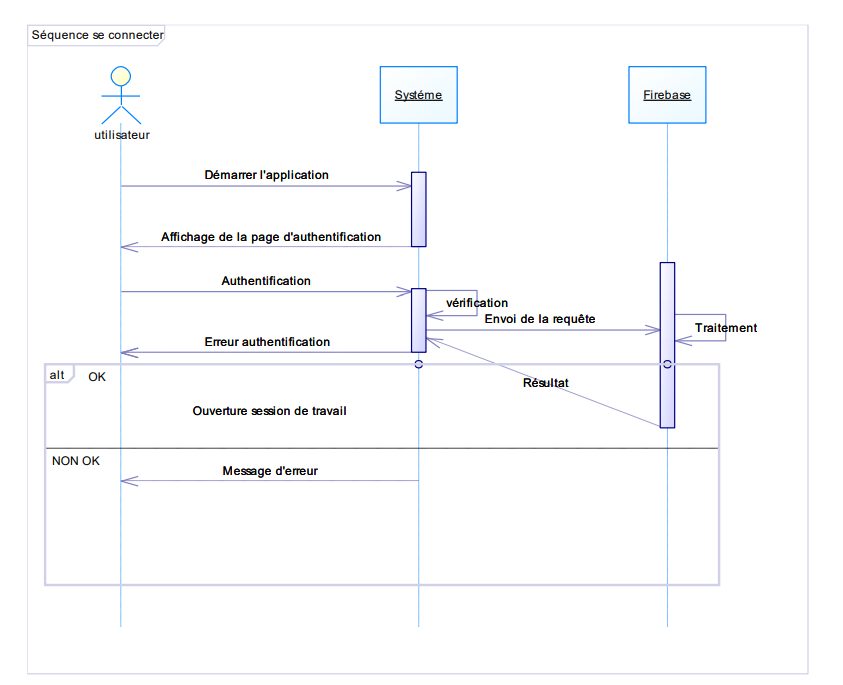 Séquence se connecter
utilisateur
Systéme
Firebase
Démarrer l'application
Affichage de la page d'authentification
Authentification
vérification
Envoi de la requête
Traitement
Erreur authentification
alt
OK
Résultat
Ouverture session de travail
NON OK
Message d'erreur